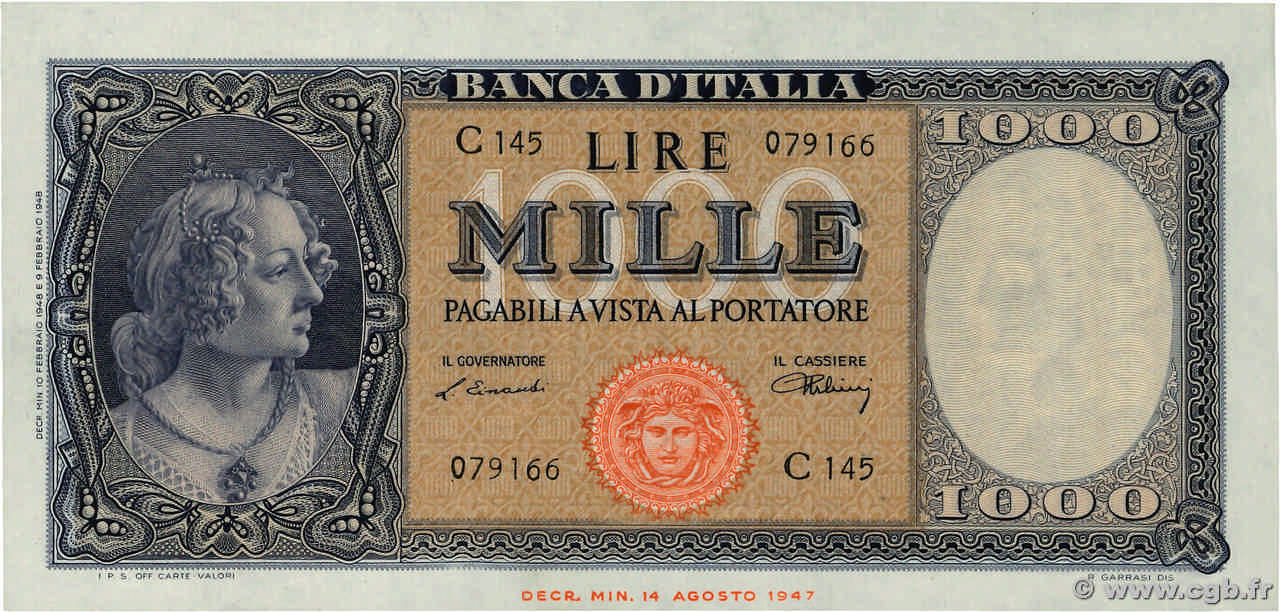 BANCA D'ITALIA
1000
C 145 LIRE 079166
1000
MILLE
PAGABILI A VISTA AL PORTATORE
IL GOVERNATORE IL CASSIERE
L. Einaudi
079166 C 145
1000
DECR. MIN 10 FEBBRAIO 1948 E 9 FEBBRAIO 1948
I P. S. OFF CARTE-VALORI
R GARRASI DIS
DECR. MIN. 14 AGOSTO 1947
© www.cgb.fr